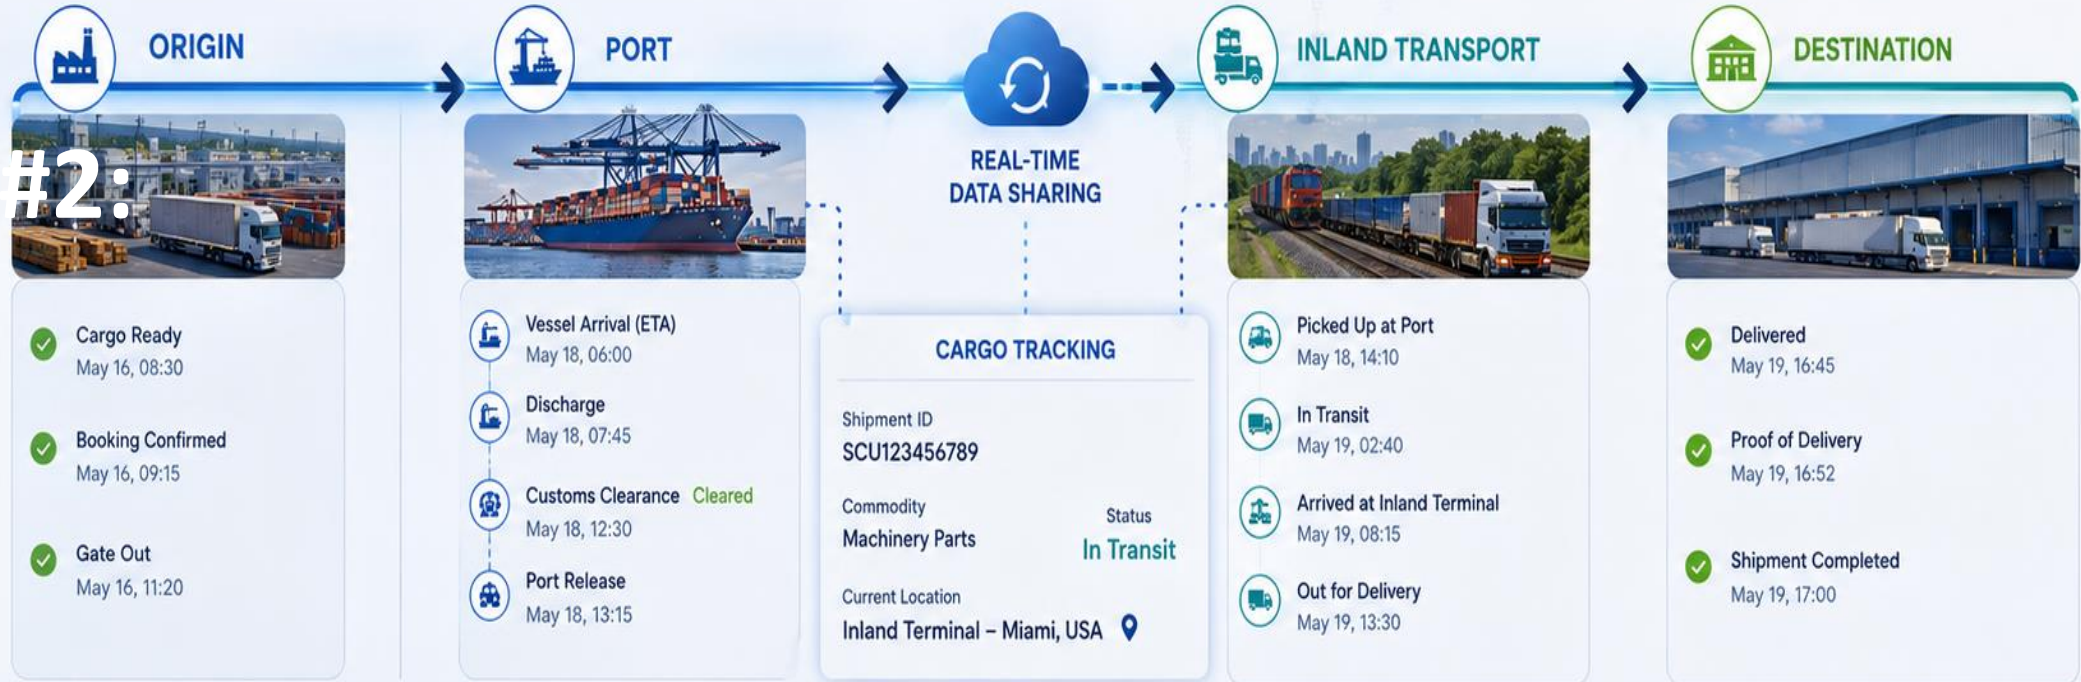 ORIGIN
#2:
Cargo Ready
May 16, 08:30
Booking Confirmed
May 16, 09:15
Gate Out
May 16, 11:20
PORT
Vessel Arrival (ETA)
May 18, 06:00
Discharge
May 18, 07:45
Customs Clearance Cleared
May 18, 12:30
Port Release
May 18, 13:15
REAL-TIME
DATA SHARING
CARGO TRACKING
Shipment ID
SCU123456789
Commodity
Machinery Parts
Status
In Transit
Current Location
Inland Terminal – Miami, USA
INLAND TRANSPORT
Picked Up at Port
May 18, 14:10
In Transit
May 19, 02:40
Arrived at Inland Terminal
May 19, 08:15
Out for Delivery
May 19, 13:30
DESTINATION
Delivered
May 19, 16:45
Proof of Delivery
May 19, 16:52
Shipment Completed
May 19, 17:00